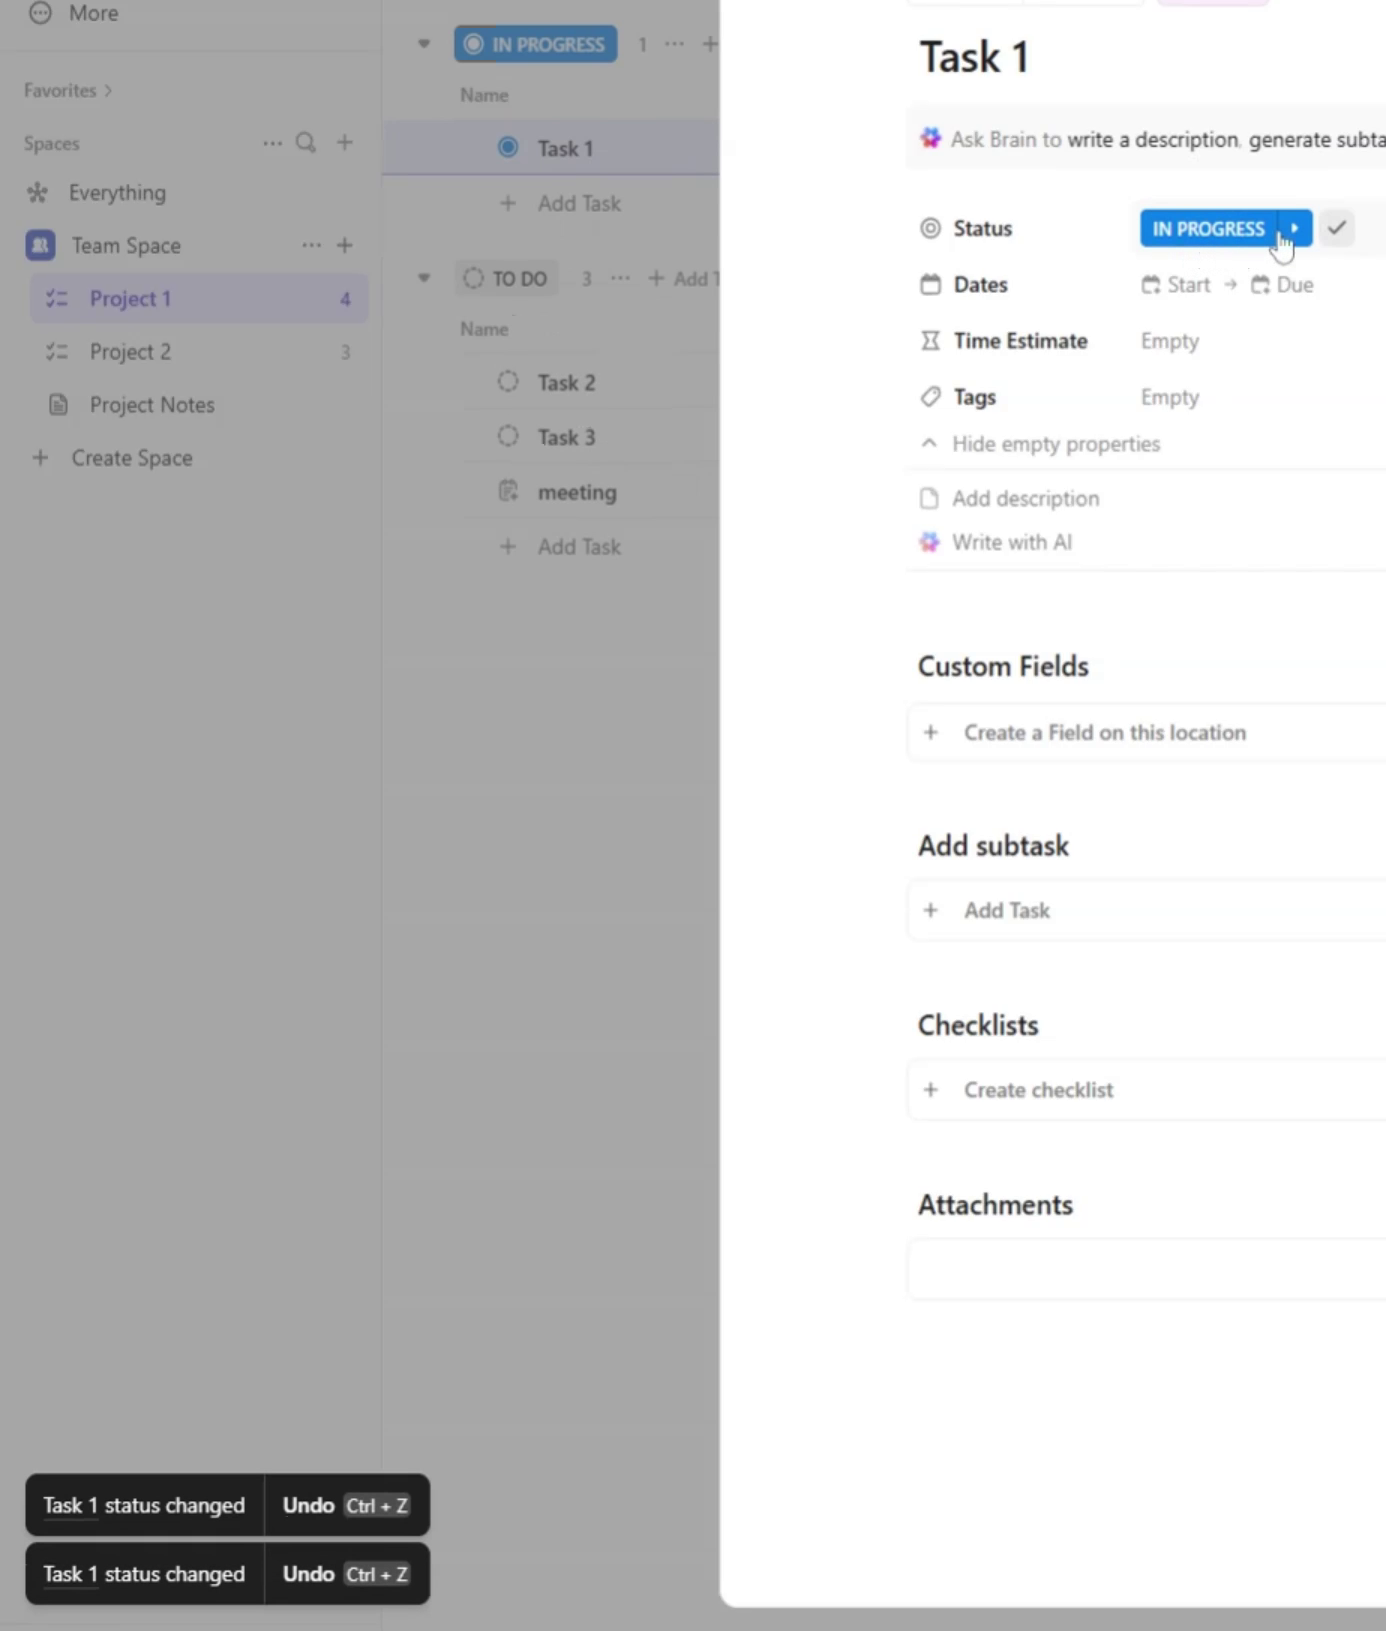 More
Favorites
Spaces
Everything
Team Space
Project 1 4
Project 2 3
Project Notes
Create Space
IN PROGRESS 1
Name
Task 1
Add Task
TO DO 3 Add
Name
Task 2
Task 3
meeting
Add Task
Task 1
Ask Brain to write a description, generate subta
Status IN PROGRESS
Dates Start Due
Time Estimate Empty
Tags Empty
Hide empty properties
Add description
Write with AI
Custom Fields
Create a Field on this location
Add subtask
Add Task
Checklists
Create checklist
Attachments
Task 1 status changed Undo Ctrl + Z
Task 1 status changed Undo Ctrl + Z